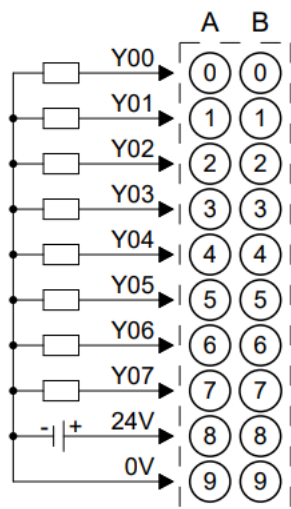 A B
Y00 0 0
Y01 1 1
Y02 2 2
Y03 3 3
Y04 4 4
Y05 5 5
Y06 6 6
Y07 7 7
- + 24V 8 8
0V 9 9